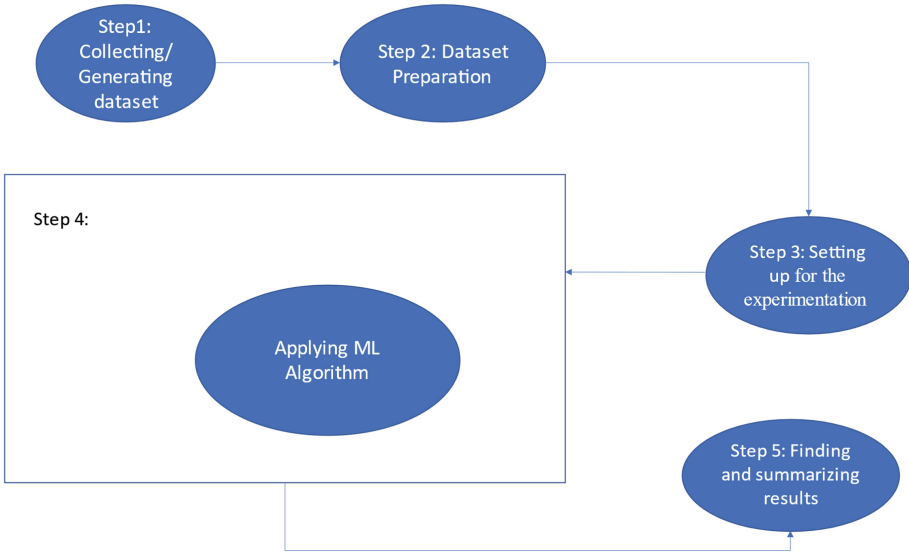 Step1:
Collecting/
Generating
dataset
Step 2: Dataset
Preparation
Step 3: Setting
up for the
experimentation
Step 4:
Applying ML
Algorithm
Step 5: Finding
and summarizing
results